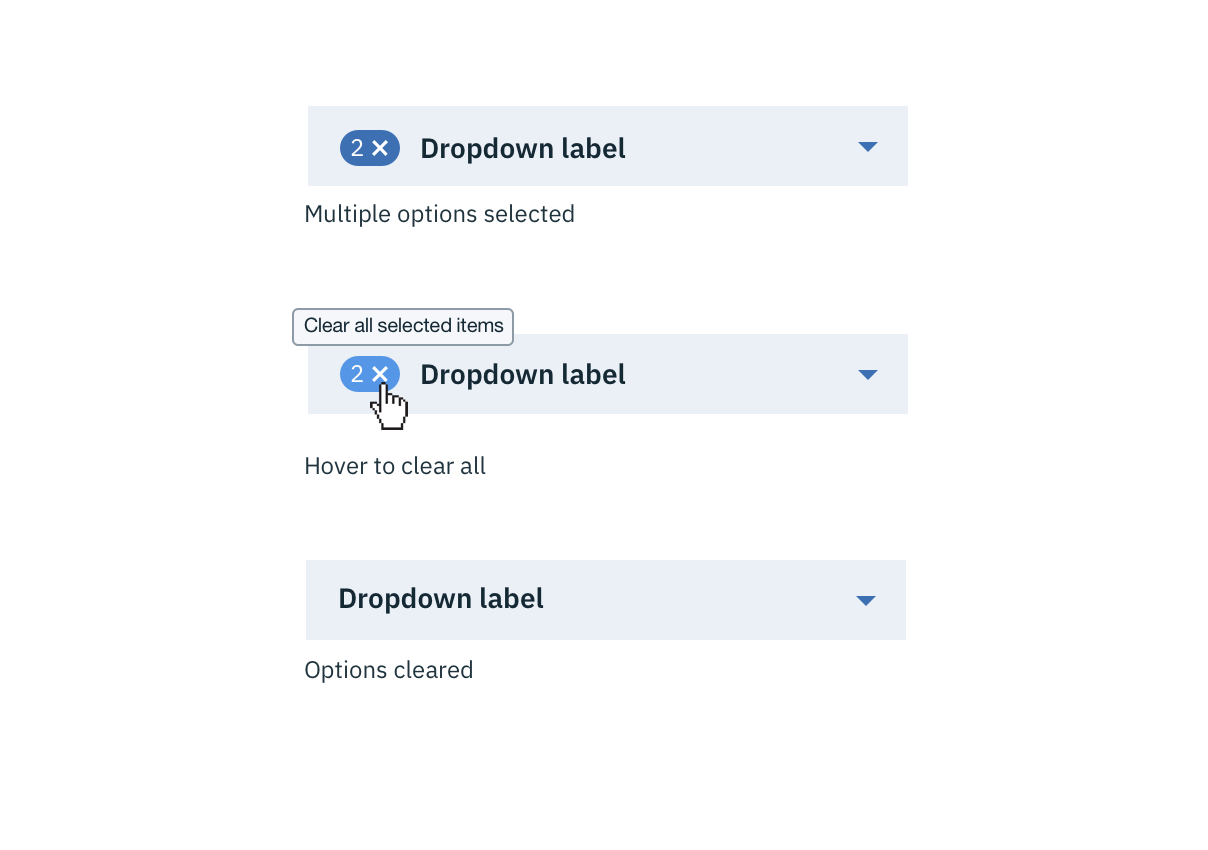 2 ✕ Dropdown label
Multiple options selected
Clear all selected items
2 ✕ Dropdown label
Hover to clear all
Dropdown label
Options cleared